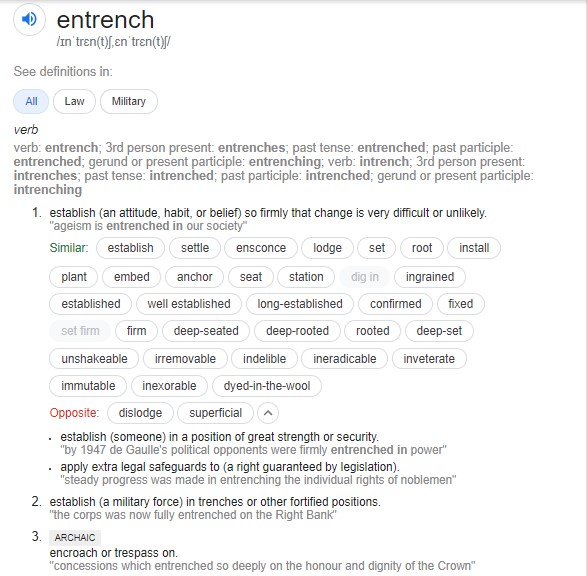 entrench
/ɪnˈtren(t)ʃ,ɛnˈtren(t)ʃ/
See definitions in:
All Law Military
verb
verb: entrench; 3rd person present: entrenches; past tense: entrenched; past participle:
entrenched; gerund or present participle: entrenching; verb: intrench; 3rd person present:
intrenches; past tense: intrenched; past participle: intrenched; gerund or present participle:
intrenching
1. establish (an attitude, habit, or belief) so firmly that change is very difficult or unlikely.
"ageism is entrenched in our society"
Similar: establish settle ensconce lodge set root install
plant embed anchor seat station dig in ingrained
established well established long-established confirmed fixed
set firm firm deep-seated deep-rooted rooted deep-set
unshakeable irremovable indelible ineradicable inveterate
immutable inexorable dyed-in-the-wool
Opposite: dislodge superficial
• establish (someone) in a position of great strength or security.
"by 1947 de Gaulle's political opponents were firmly entrenched in power"
• apply extra legal safeguards to (a right guaranteed by legislation).
"steady progress was made in entrenching the individual rights of noblemen"
2. establish (a military force) in trenches or other fortified positions.
"the corps was now fully entrenched on the Right Bank"
3. ARCHAIC
encroach or trespass on.
"concessions which entrenched so deeply on the honour and dignity of the Crown"